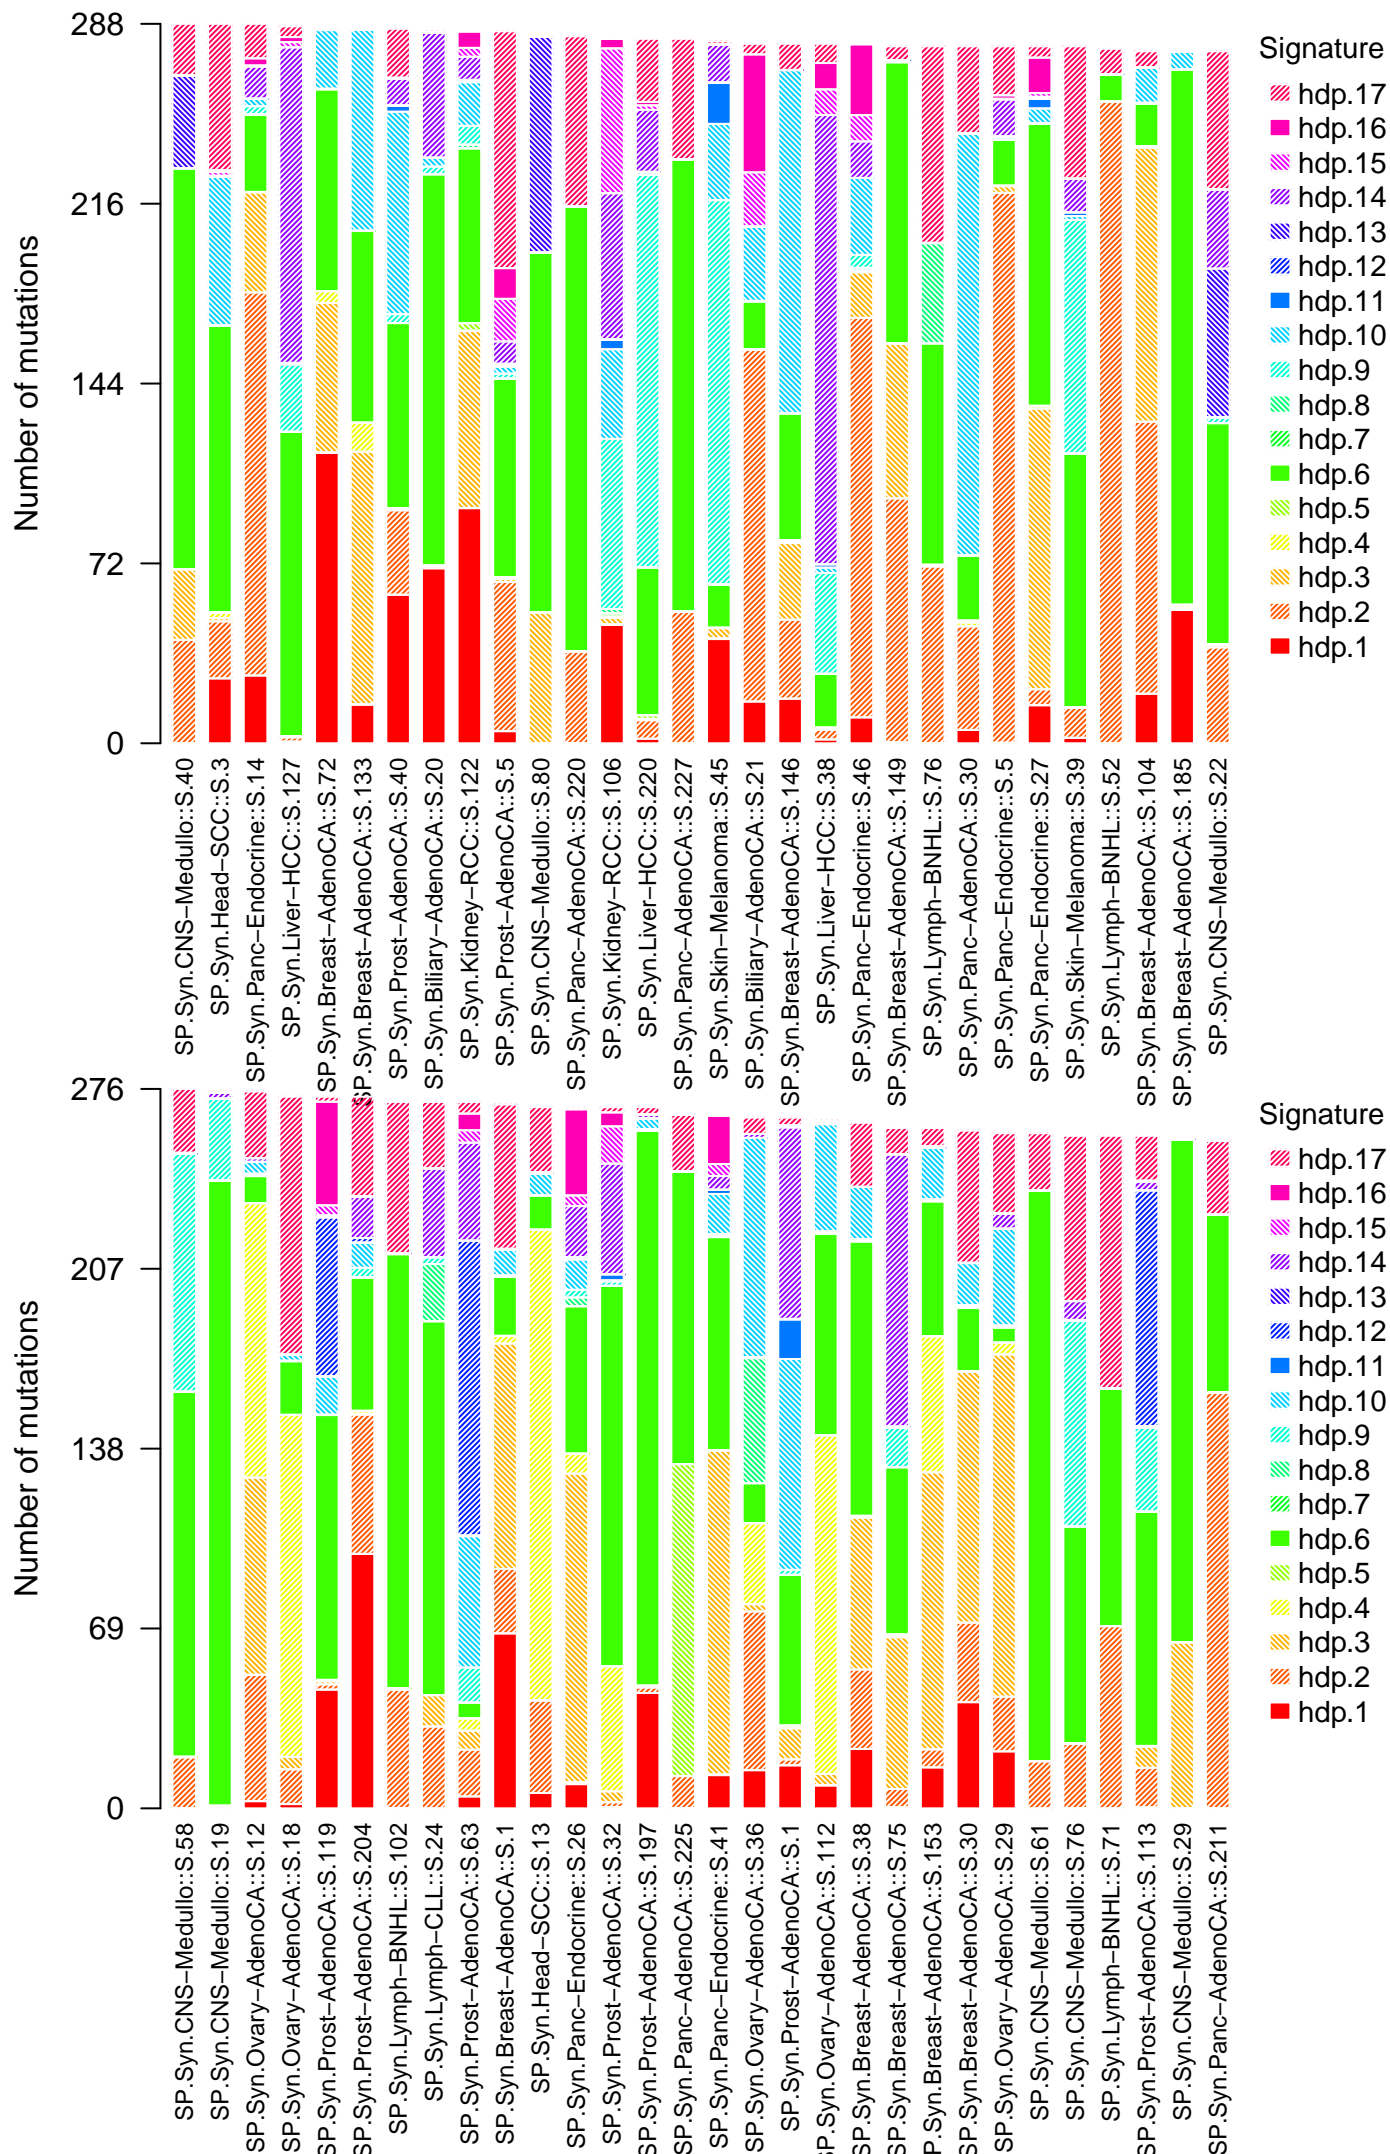 Number of mutations
288
216
144
72
0
Signature
hdp.17
hdp.16
hdp.15
hdp.14
hdp.13
hdp.12
hdp.11
hdp.10
hdp.9
hdp.8
hdp.7
hdp.6
hdp.5
hdp.4
hdp.3
hdp.2
hdp.1
SP.Syn.CNS−Medullo::S.40
SP.Syn.Head−SCC::S.3
SP.Syn.Panc−Endocrine::S.14
SP.Syn.Liver−HCC::S.127
SP.Syn.Breast−AdenoCA::S.72
SP.Syn.Breast−AdenoCA::S.133
SP.Syn.Prost−AdenoCA::S.40
SP.Syn.Biliary−AdenoCA::S.20
SP.Syn.Kidney−RCC::S.122
SP.Syn.Prost−AdenoCA::S.5
SP.Syn.CNS−Medullo::S.80
SP.Syn.Panc−AdenoCA::S.220
SP.Syn.Kidney−RCC::S.106
SP.Syn.Liver−HCC::S.220
SP.Syn.Panc−AdenoCA::S.227
SP.Syn.Skin−Melanoma::S.45
SP.Syn.Biliary−AdenoCA::S.21
SP.Syn.Breast−AdenoCA::S.146
SP.Syn.Liver−HCC::S.38
SP.Syn.Panc−Endocrine::S.46
SP.Syn.Breast−AdenoCA::S.149
SP.Syn.Lymph−BNHL::S.76
SP.Syn.Panc−AdenoCA::S.30
SP.Syn.Panc−Endocrine::S.5
SP.Syn.Panc−Endocrine::S.27
SP.Syn.Skin−Melanoma::S.39
SP.Syn.Lymph−BNHL::S.52
SP.Syn.Breast−AdenoCA::S.104
SP.Syn.Breast−AdenoCA::S.185
SP.Syn.CNS−Medullo::S.22
Number of mutations
276
207
138
69
0
Signature
hdp.17
hdp.16
hdp.15
hdp.14
hdp.13
hdp.12
hdp.11
hdp.10
hdp.9
hdp.8
hdp.7
hdp.6
hdp.5
hdp.4
hdp.3
hdp.2
hdp.1
SP.Syn.CNS−Medullo::S.58
SP.Syn.CNS−Medullo::S.19
SP.Syn.Ovary−AdenoCA::S.12
SP.Syn.Ovary−AdenoCA::S.18
SP.Syn.Prost−AdenoCA::S.119
SP.Syn.Prost−AdenoCA::S.204
SP.Syn.Lymph−BNHL::S.102
SP.Syn.Lymph−CLL::S.24
SP.Syn.Prost−AdenoCA::S.63
SP.Syn.Breast−AdenoCA::S.1
SP.Syn.Head−SCC::S.13
SP.Syn.Panc−Endocrine::S.26
SP.Syn.Prost−AdenoCA::S.32
SP.Syn.Prost−AdenoCA::S.197
SP.Syn.Panc−AdenoCA::S.225
SP.Syn.Panc−Endocrine::S.41
SP.Syn.Ovary−AdenoCA::S.36
SP.Syn.Prost−AdenoCA::S.1
SP.Syn.Ovary−AdenoCA::S.112
SP.Syn.Breast−AdenoCA::S.38
SP.Syn.Breast−AdenoCA::S.75
SP.Syn.Breast−AdenoCA::S.153
SP.Syn.Breast−AdenoCA::S.30
SP.Syn.Ovary−AdenoCA::S.29
SP.Syn.CNS−Medullo::S.61
SP.Syn.CNS−Medullo::S.76
SP.Syn.Lymph−BNHL::S.71
SP.Syn.Prost−AdenoCA::S.113
SP.Syn.CNS−Medullo::S.29
SP.Syn.Panc−AdenoCA::S.211